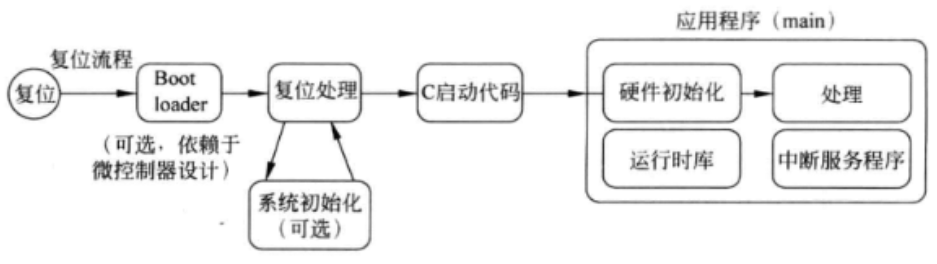 应用程序（main）
复位流程
复位
Boot
loader
复位处理
C启动代码
硬件初始化
处理
（可选，依赖于
微控制器设计）
运行时库
中断服务程序
系统初始化
（可选）